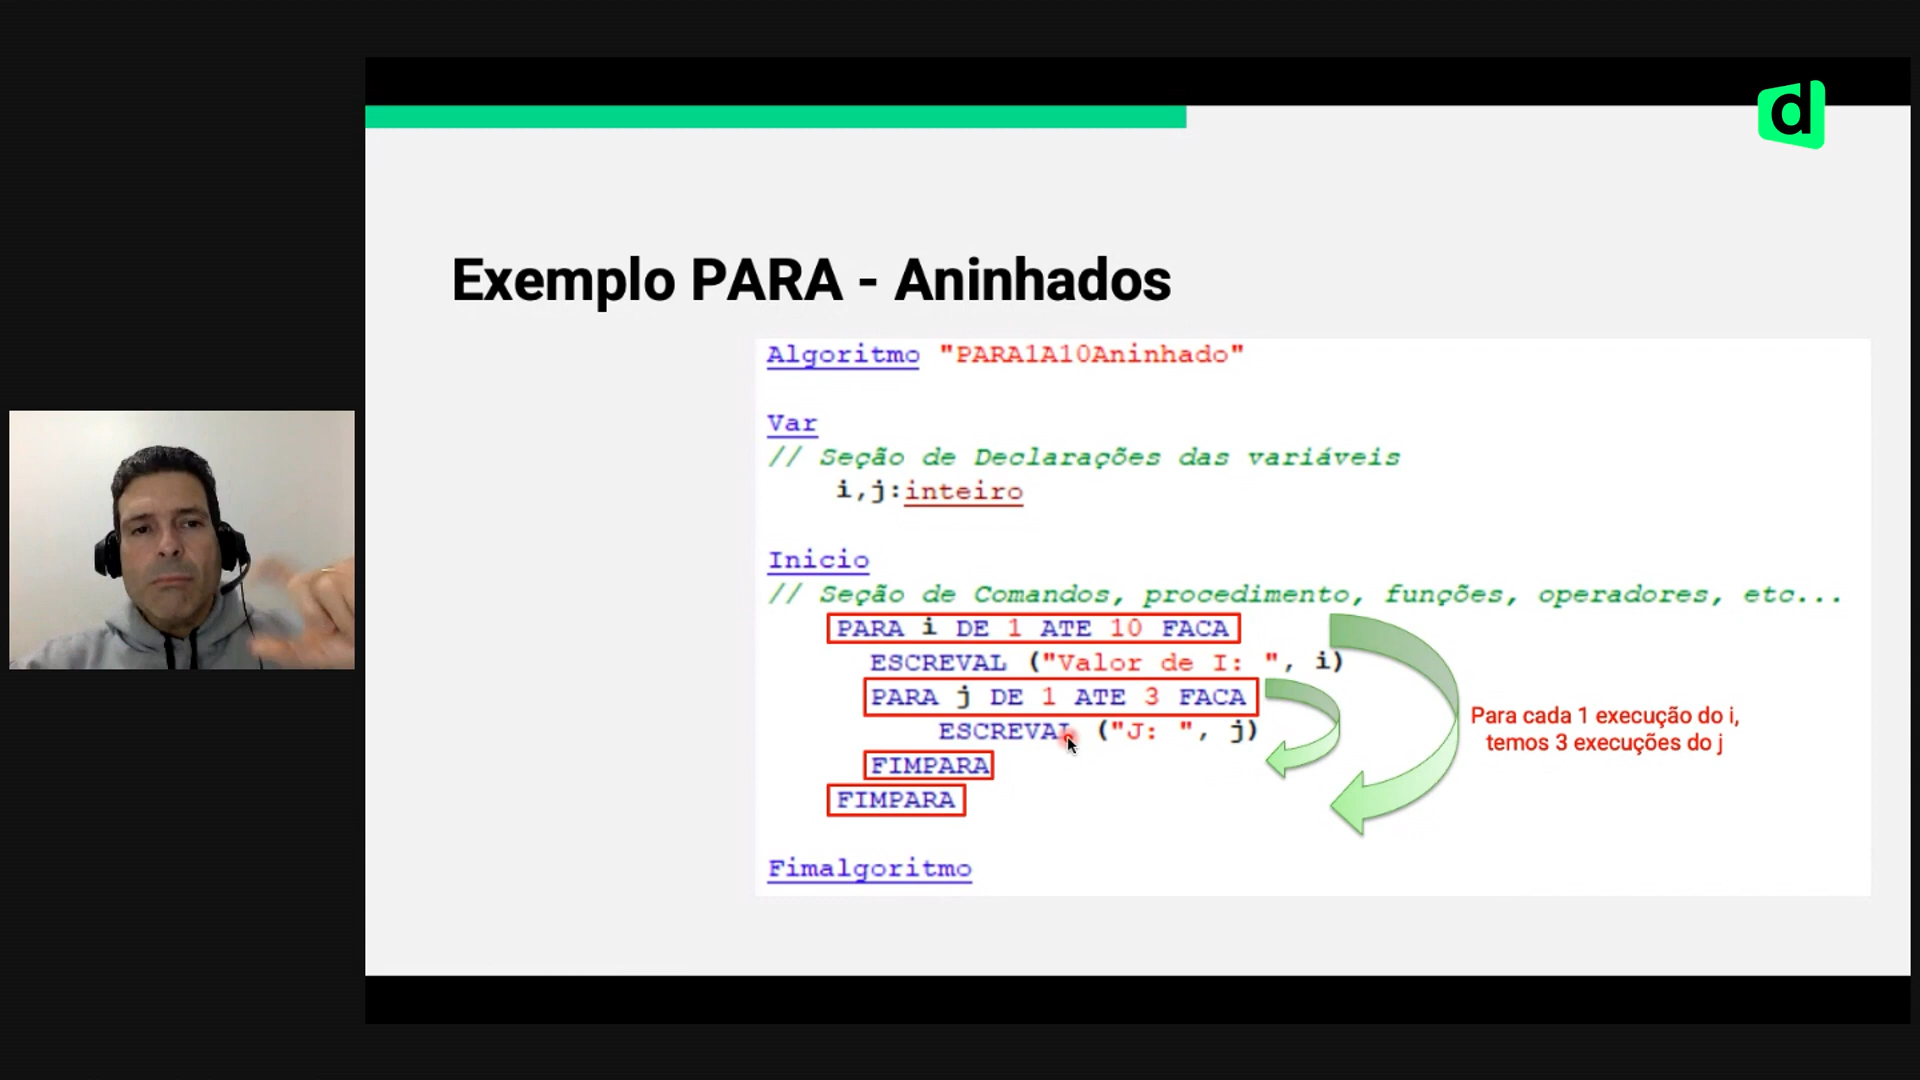 d
Exemplo PARA - Aninhados
Algoritmo "PARA1A10Aninhado"
Var
// Seção de Declarações das variáveis
i,j:inteiro
Inicio
// Seção de Comandos, procedimento, funções, operadores, etc...
PARA i DE 1 ATE 10 FACA
ESCREVAL ("Valor de I: ", i)
PARA j DE 1 ATE 3 FACA
ESCREVAL ("J: ", j)
FIMPARA
FIMPARA
Para cada 1 execução do i,
temos 3 execuções do j
Fimalgoritmo